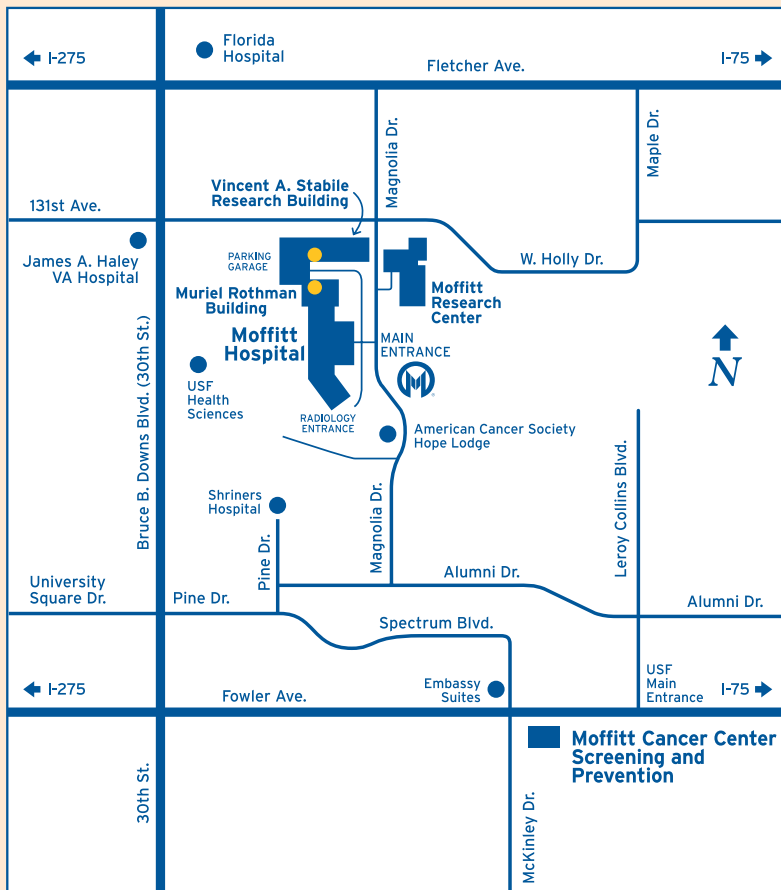 Florida
Hospital
I-275
I-75
Fletcher Ave.
Magnolia Dr.
Maple Dr.
Vincent A. Stabile
Research Building
131st Ave.
James A. Haley
VA Hospital
PARKING
GARAGE
W. Holly Dr.
Muriel Rothman
Building
Moffitt
Research
Center
Moffitt
Hospital
MAIN
ENTRANCE
N
Bruce B. Downs Blvd. (30th St.)
USF
Health
Sciences
RADIOLOGY
ENTRANCE
American Cancer Society
Hope Lodge
Leroy Collins Blvd.
Shriners
Hospital
Magnolia Dr.
Pine Dr.
University
Square Dr.
Pine Dr.
Alumni Dr.
Alumni Dr.
Spectrum Blvd.
I-275
Fowler Ave.
Embassy
Suites
USF
Main
Entrance
I-75
Moffitt Cancer Center
Screening and
Prevention
30th St.
McKinley Dr.